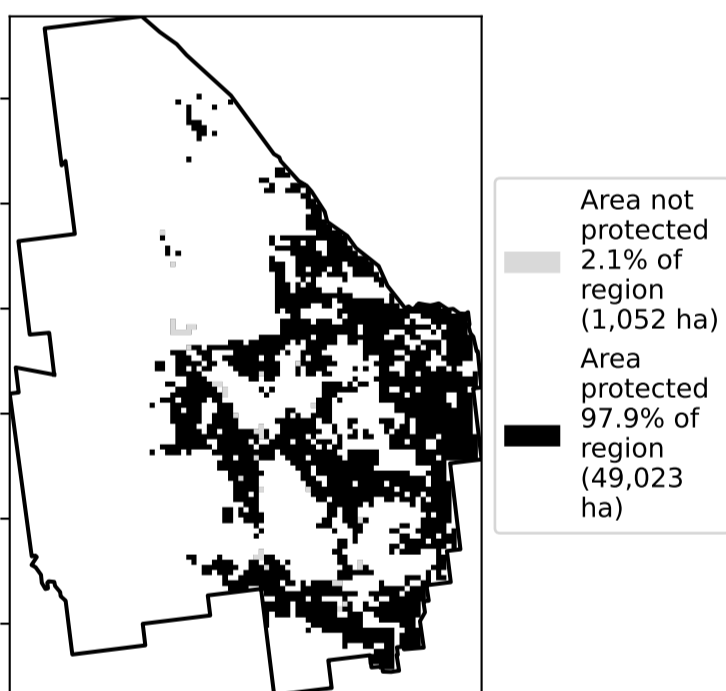 Area not
protected
2.1% of
region
(1,052 ha)
Area
protected
97.9% of
region
(49,023
ha)